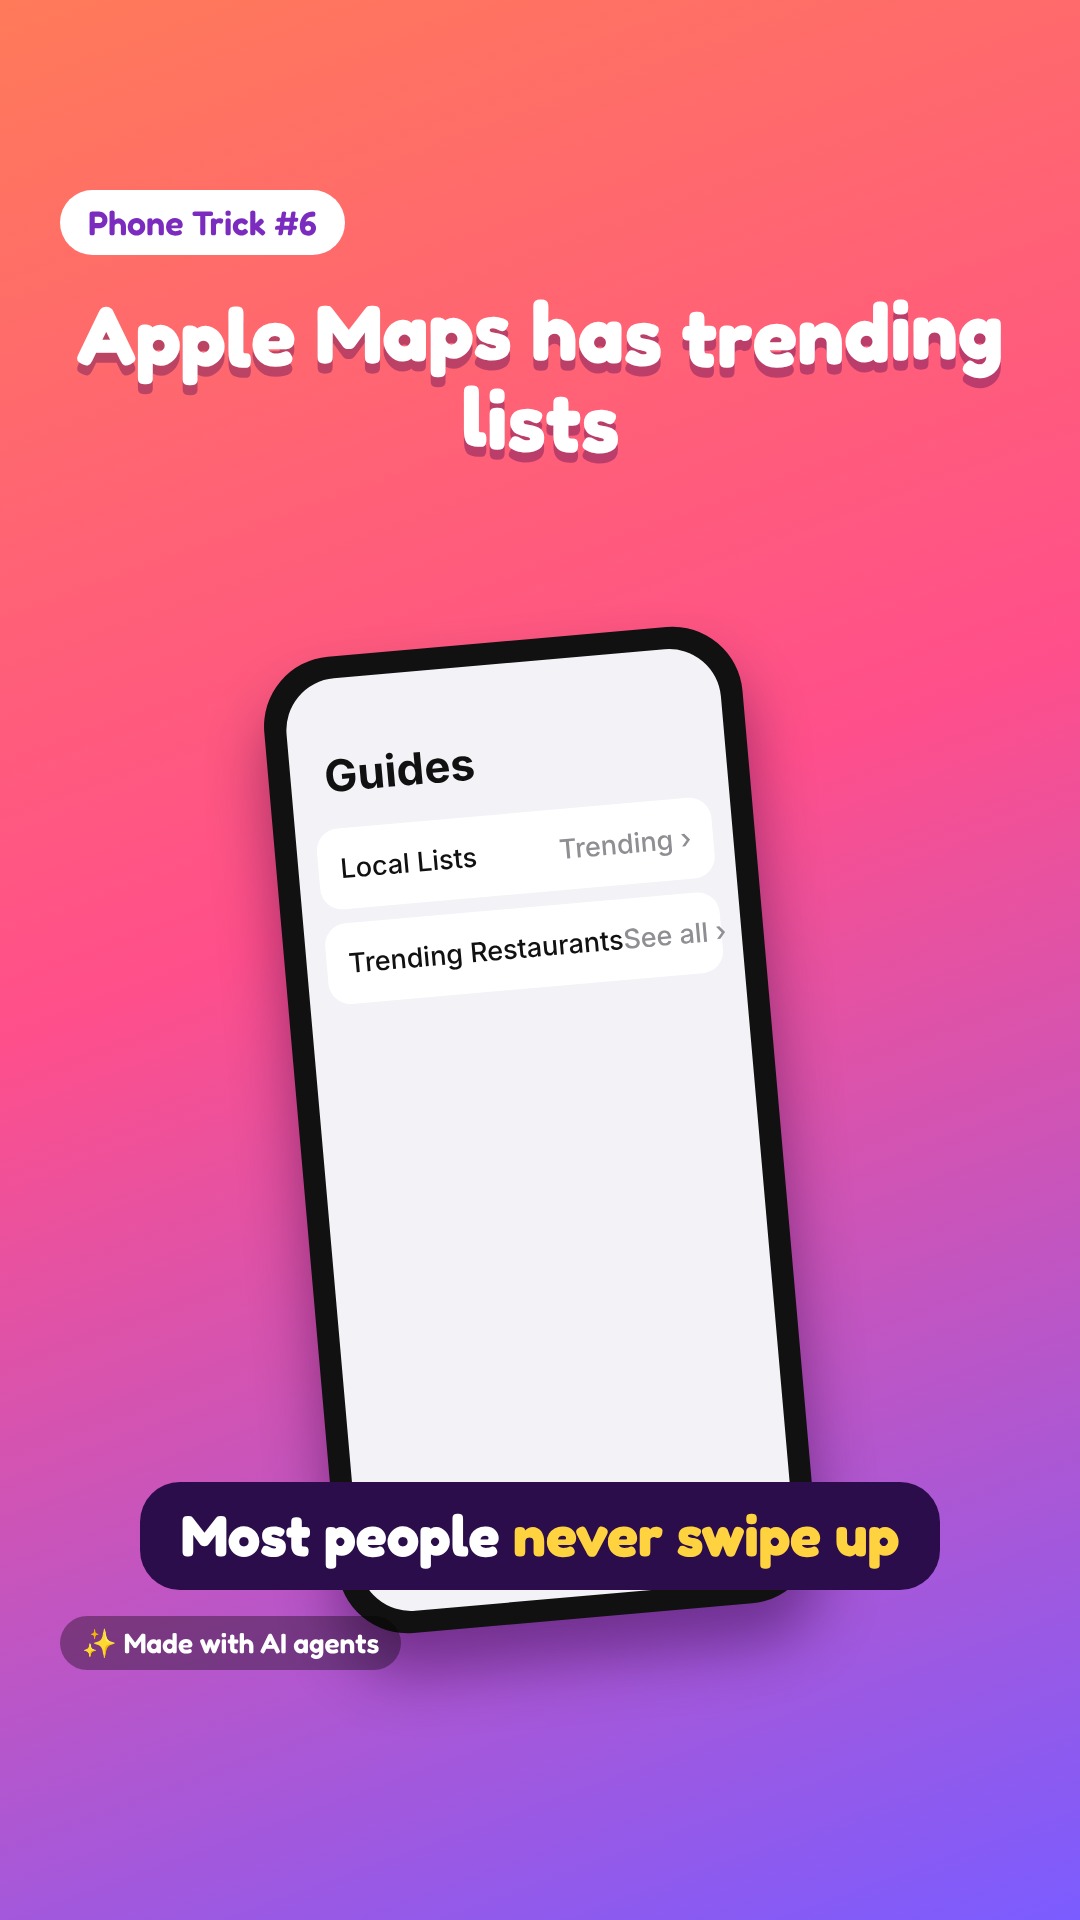 Phone Trick #6
Apple Maps has trending
lists
Guides
Local Lists Trending ›
Trending Restaurants See all ›
Most people never swipe up
✨ Made with AI agents